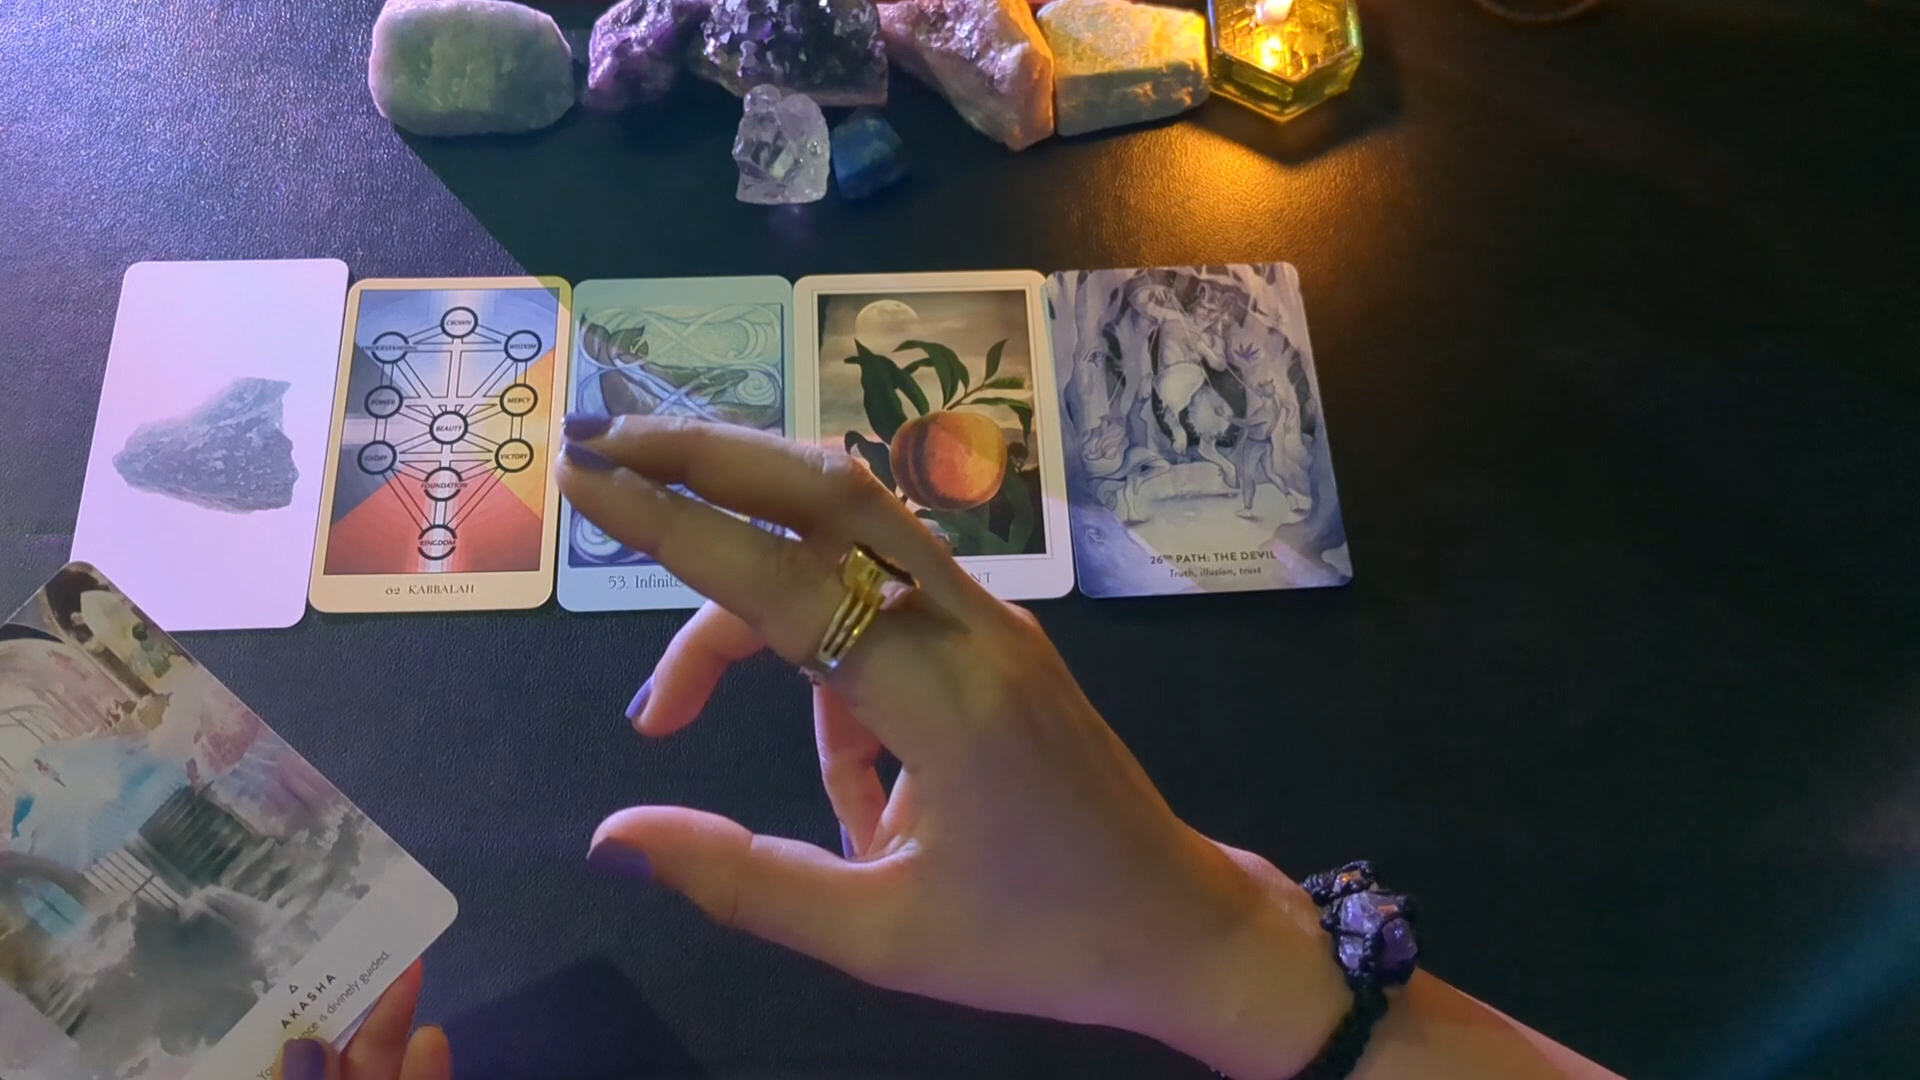 CROWN
UNDERSTANDING
WISDOM
POWER
MERCY
BEAUTY
GLORY
VICTORY
FOUNDATION
KINGDOM
62 KABBALAH
53. Infinite
NT
26TH PATH: THE DEVIL
Truth, illusion, trust
AKASHA
is divinely guided.